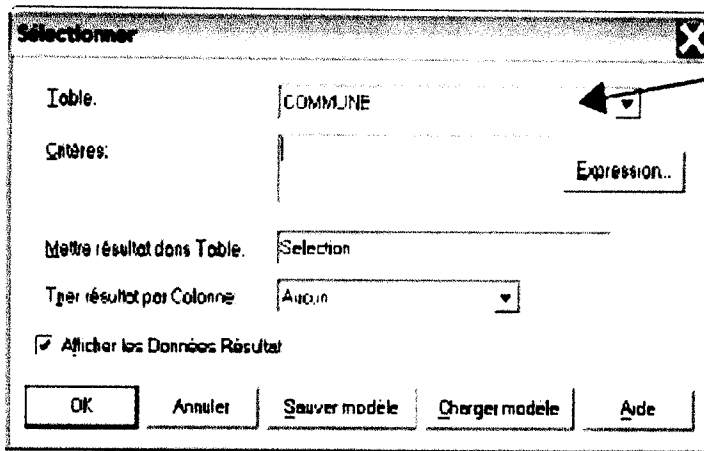 Sélectionner
Table. COMMUNE
Critères:
Expression..
Mettre résultat dans Table. Selection
Trier résultat par Colonne Aucun
Afficher les Données Résultat
OK Annuler Sauver modèle Charger modèle Aide